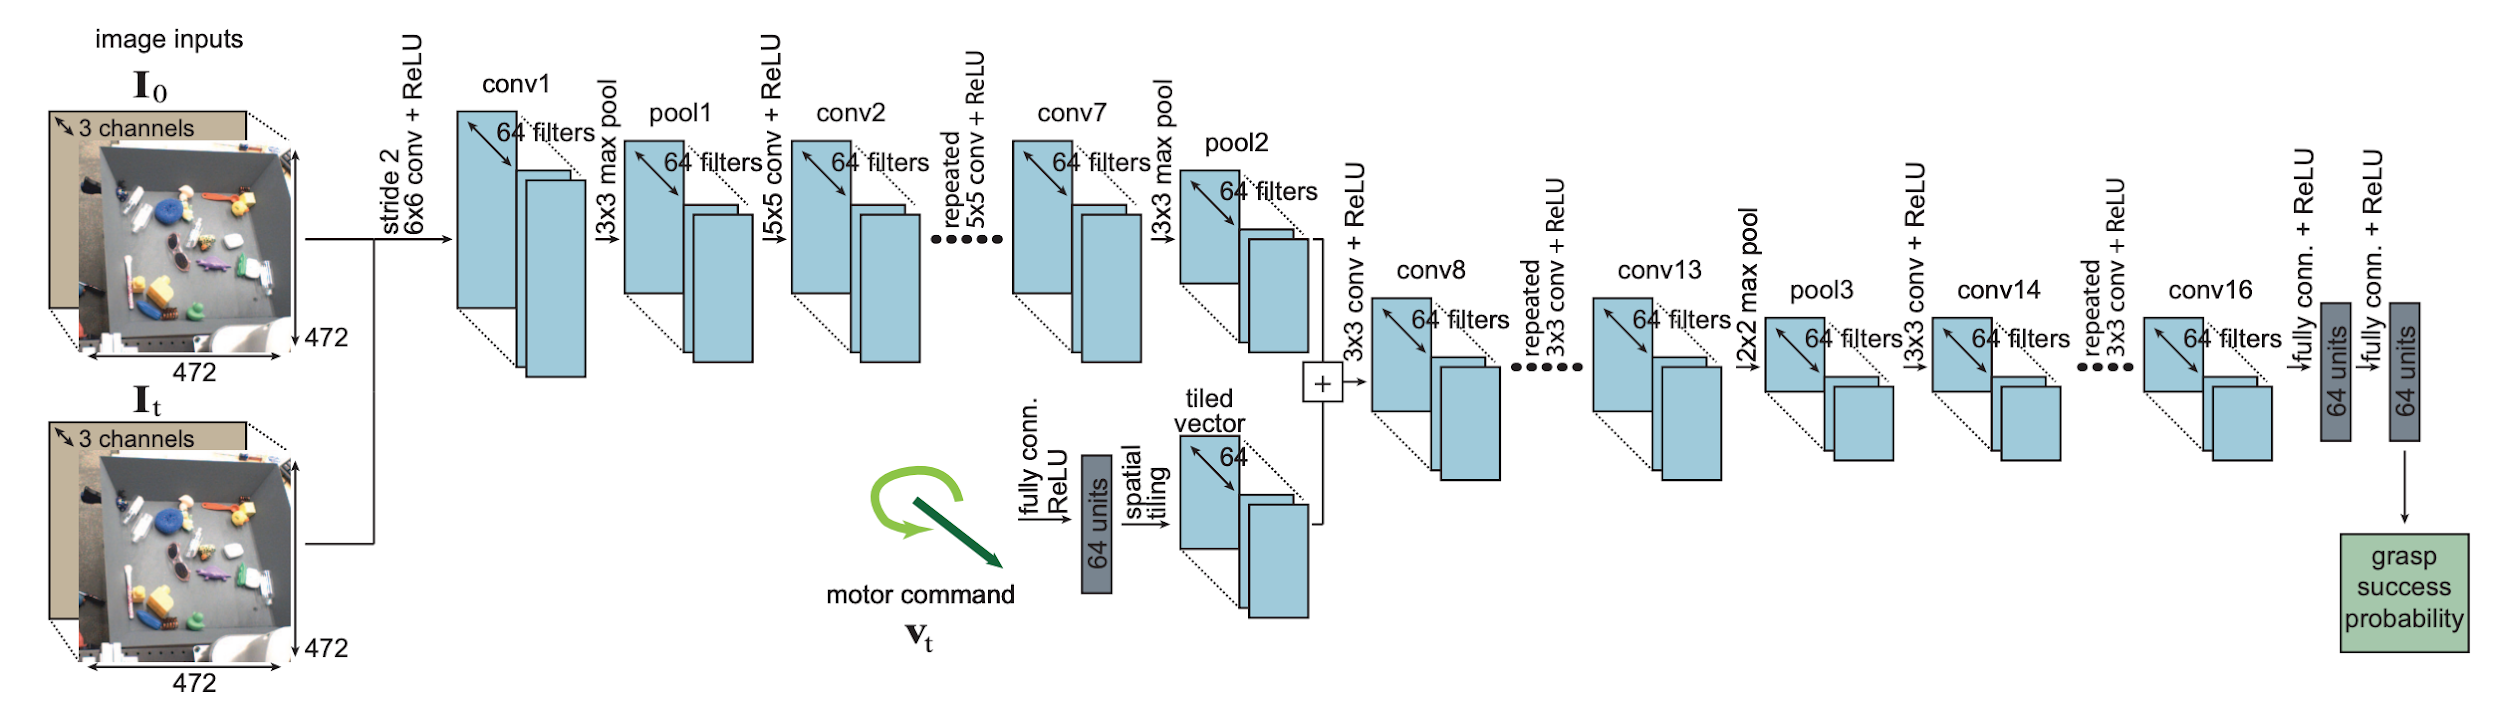 image inputs
I0
3 channels
472
472
It
3 channels
472
472
stride 2
6x6 conv + ReLU
conv1
64 filters
3x3 max pool
pool1
64 filters
5x5 conv + ReLU
conv2
64 filters
repeated
5x5 conv + ReLU
conv7
64 filters
3x3 max pool
pool2
64 filters
motor command
vt
fully conn.
ReLU
64 units
spatial
tiling
tiled
vector
64
+
3x3 conv + ReLU
conv8
64 filters
repeated
3x3 conv + ReLU
conv13
64 filters
2x2 max pool
pool3
64 filters
3x3 conv + ReLU
conv14
64 filters
repeated
3x3 conv + ReLU
conv16
64 filters
fully conn. + ReLU
64 units
fully conn. + ReLU
64 units
grasp
success
probability